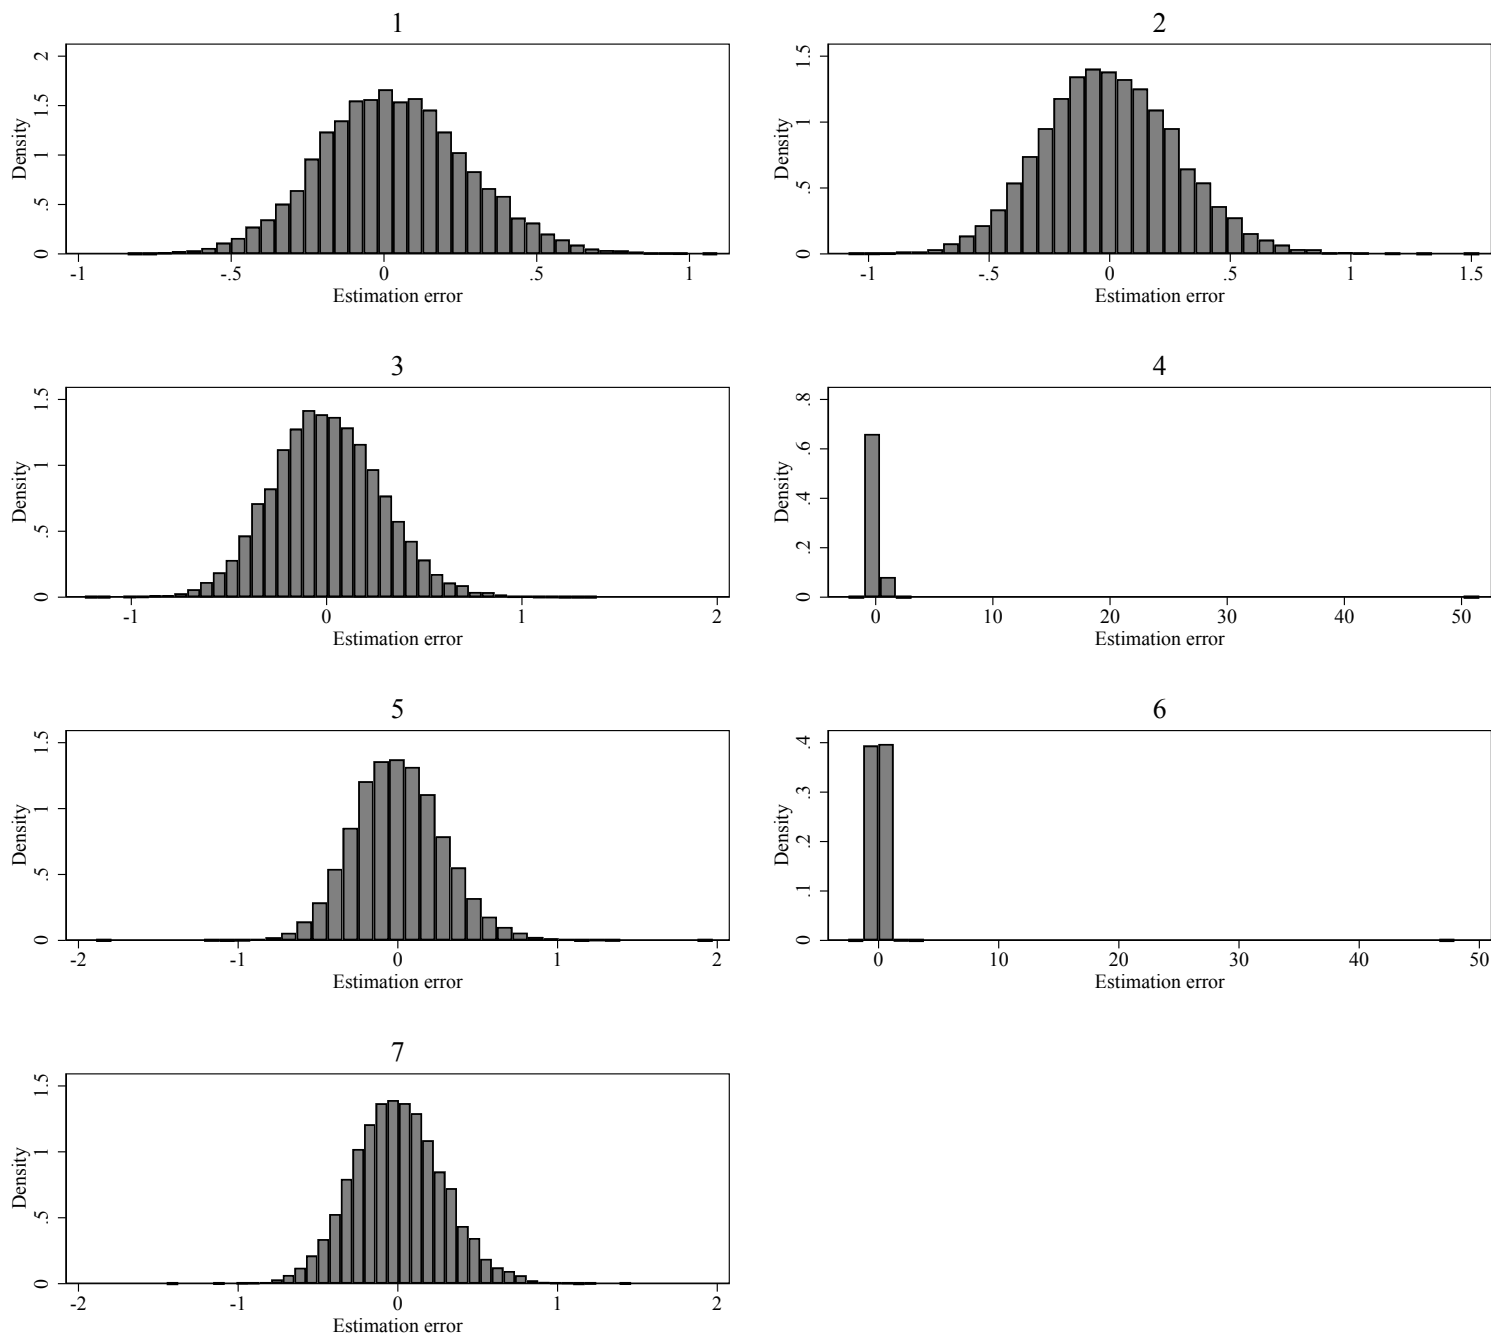 1
2
Density
0 .5 1 1.5 2
-1 -.5 0 .5 1
Estimation error
Density
0 .5 1 1.5
-1 -.5 0 .5 1 1.5
Estimation error
3
4
Density
0 .5 1 1.5
-1 0 1 2
Estimation error
Density
0 .2 .4 .6 .8
0 10 20 30 40 50
Estimation error
5
6
Density
0 .5 1 1.5
-2 -1 0 1 2
Estimation error
Density
0 .1 .2 .3 .4
0 10 20 30 40 50
Estimation error
7
Density
0 .5 1 1.5
-2 -1 0 1 2
Estimation error